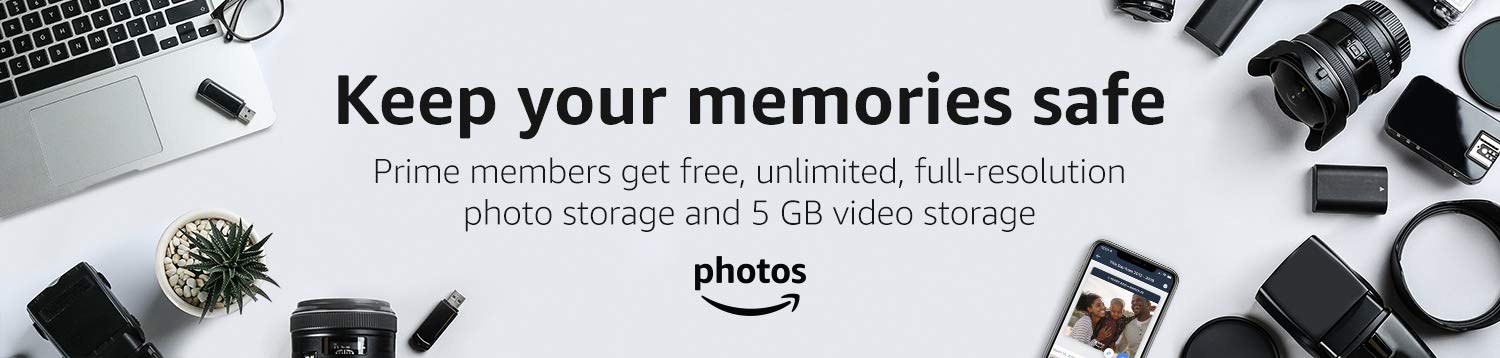 Keep your memories safe
Prime members get free, unlimited, full-resolution
photo storage and 5 GB video storage
photos